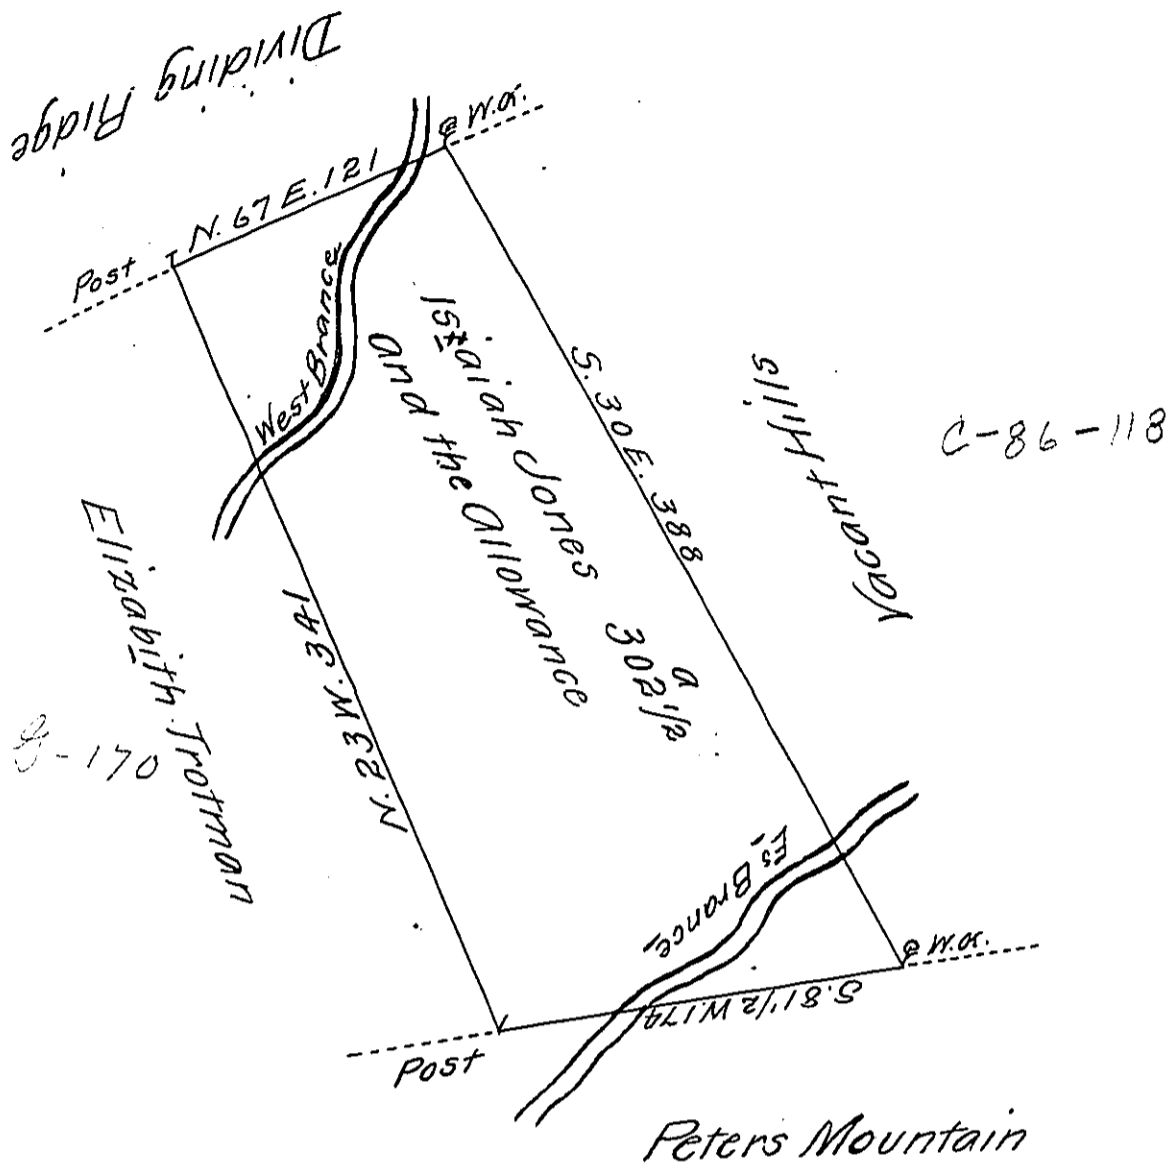 Dividing Ridge
W.O.
N. 67 E. 121
Post
West Brance
Isaiah Jones 302 1/2 a
and the Allowance
S. 30 E. 388
Vacant Hills
C-86-118
Elizabith Trotman
-170
N. 23 W. 341
Es Brance
W.O.
S. 81 1/2 W. 174
Post
Peters Mountain